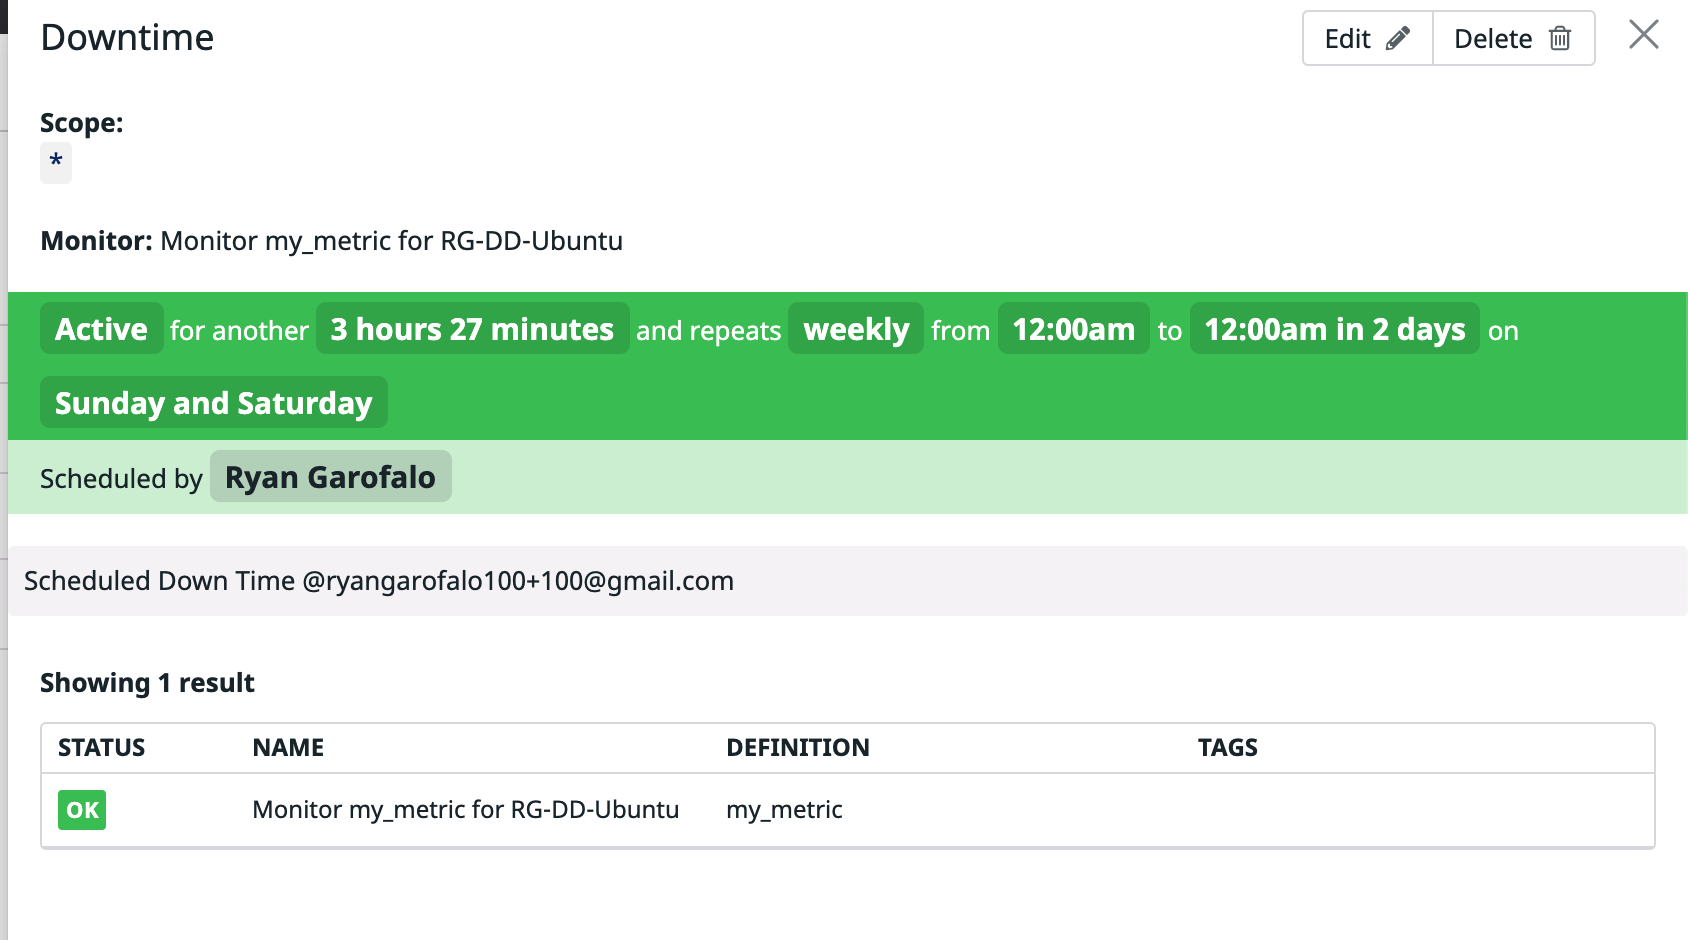 Downtime
Edit
Delete
Scope:
*
Monitor: Monitor my_metric for RG-DD-Ubuntu
Active for another 3 hours 27 minutes and repeats weekly from 12:00am to 12:00am in 2 days on
Sunday and Saturday
Scheduled by Ryan Garofalo
Scheduled Down Time @ryangarofalo100+100@gmail.com
Showing 1 result
STATUS NAME DEFINITION TAGS
OK Monitor my_metric for RG-DD-Ubuntu my_metric